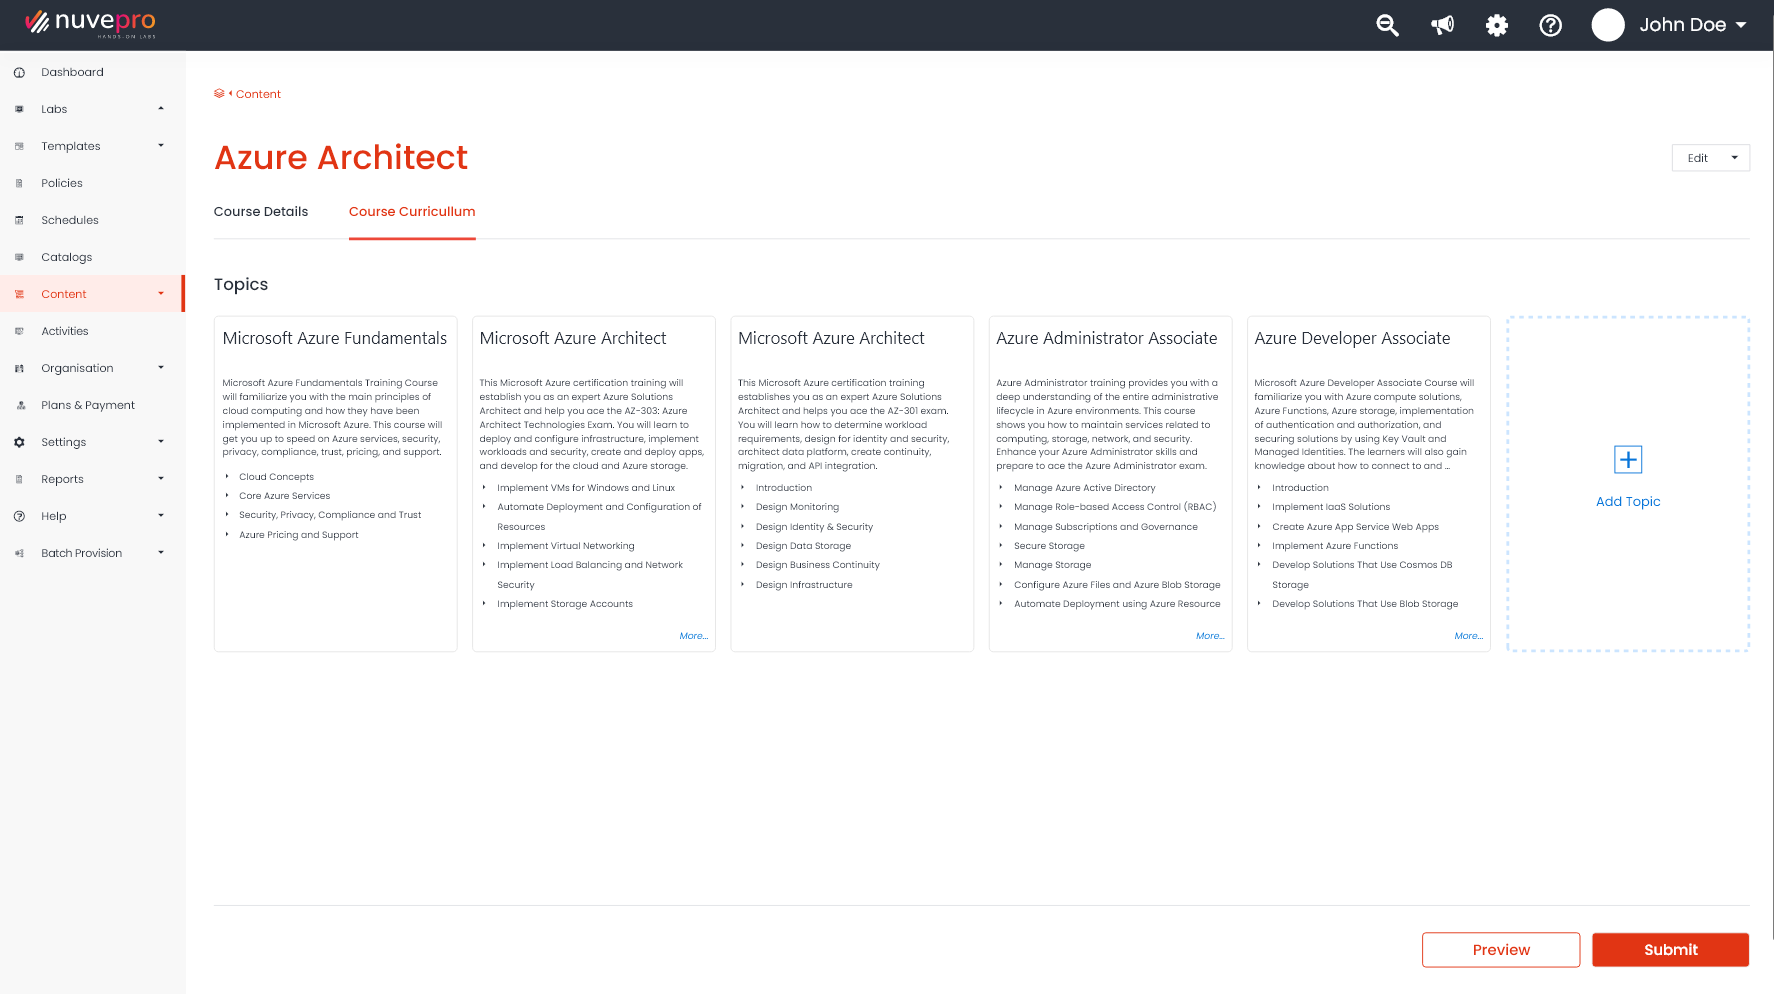 nuvepro
HANDS-ON LABS
John Doe
Dashboard
Labs
Templates
Policies
Schedules
Catalogs
Content
Activities
Organisation
Plans & Payment
Settings
Reports
Help
Batch Provision
Content
Azure Architect
Edit
Course Details
Course Curricullum
Topics
Microsoft Azure Fundamentals
Microsoft Azure Fundamentals Training Course
will familiarize you with the main principles of
cloud computing and how they have been
implemented in Microsoft Azure. This course will
get you up to speed on Azure services, security,
privacy, compliance, trust, pricing, and support.
Cloud Concepts
Core Azure Services
Security, Privacy, Compliance and Trust
Azure Pricing and Support
Microsoft Azure Architect
This Microsoft Azure certification training will
establish you as an expert Azure Solutions
Architect and help you ace the AZ-303: Azure
Architect Technologies Exam. You will learn to
deploy and configure infrastructure, implement
workloads and security, create and deploy apps,
and develop for the cloud and Azure storage.
Implement VMs for Windows and Linux
Automate Deployment and Configuration of
Resources
Implement Virtual Networking
Implement Load Balancing and Network
Security
Implement Storage Accounts
More...
Microsoft Azure Architect
This Microsoft Azure certification training
establishes you as an expert Azure Solutions
Architect and helps you ace the AZ-301 exam.
You will learn how to determine workload
requirements, design for identity and security,
architect data platform, create continuity,
migration, and API integration.
Introduction
Design Monitoring
Design Identity & Security
Design Data Storage
Design Business Continuity
Design Infrastructure
Azure Administrator Associate
Azure Administrator training provides you with a
deep understanding of the entire administrative
lifecycle in Azure environments. This course
shows you how to maintain services related to
computing, storage, network, and security.
Enhance your Azure Administrator skills and
prepare to ace the Azure Administrator exam.
Manage Azure Active Directory
Manage Role-based Access Control (RBAC)
Manage Subscriptions and Governance
Secure Storage
Manage Storage
Configure Azure Files and Azure Blob Storage
Automate Deployment using Azure Resource
More...
Azure Developer Associate
Microsoft Azure Developer Associate Course will
familiarize you with Azure compute solutions,
Azure Functions, Azure storage, implementation
of authentication and authorization, and
securing solutions by using Key Vault and
Managed Identities. The learners will also gain
knowledge about how to connect to and ...
Introduction
Implement IaaS Solutions
Create Azure App Service Web Apps
Implement Azure Functions
Develop Solutions That Use Cosmos DB
Storage
Develop Solutions That Use Blob Storage
More...
Add Topic
Preview
Submit